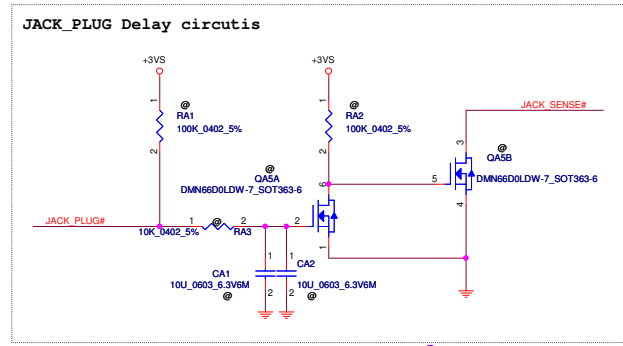 JACK_PLUG Delay circutis
+3VS
+3VS
1
@
RA1
100K_0402_5%
2
1
@
RA2
100K_0402_5%
2
JACK_SENSE#
@
QA5A
DMN66D0LDW-7_SOT363-6
6
2
1
3
@
QA5B
DMN66D0LDW-7_SOT363-6
5
4
JACK_PLUG#
1
@
2
10K_0402_5%
RA3
1
CA1
10U_0603_6.3V6M
2
@
1
CA2
10U_0603_6.3V6M
2
@